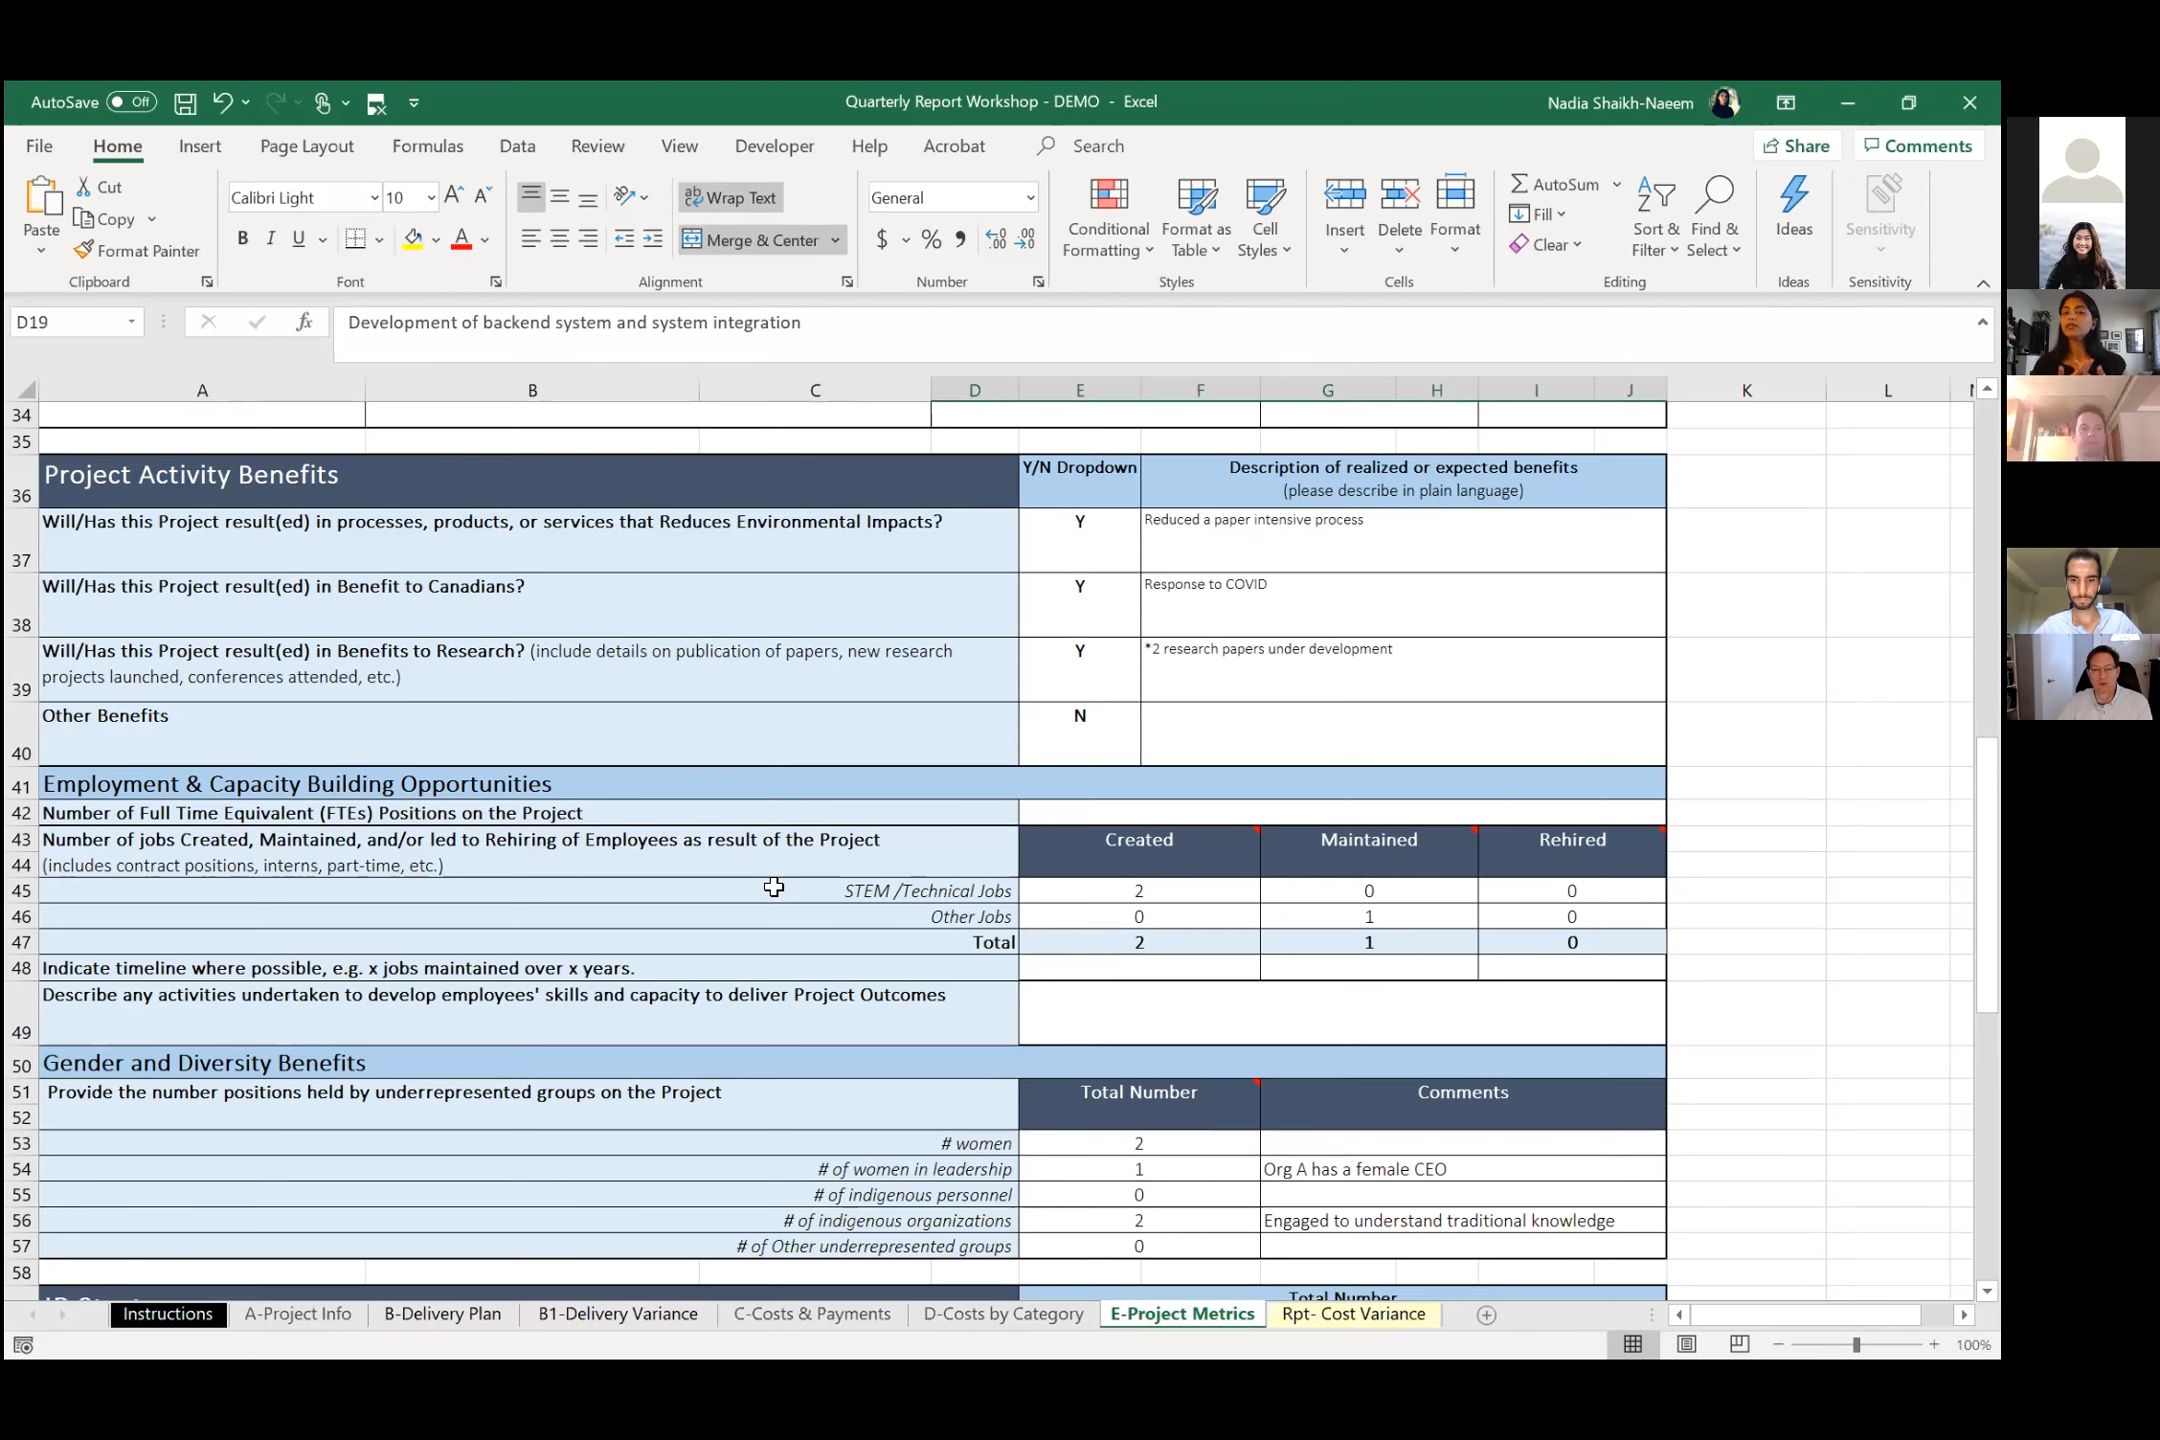 AutoSave Off
Quarterly Report Workshop - DEMO - Excel
Nadia Shaikh-Naeem
File Home Insert Page Layout Formulas Data Review View Developer Help Acrobat Search
Share Comments
Paste
Cut
Copy
Format Painter
Clipboard
Calibri Light 10
B I U
Font
Wrap Text
Merge & Center
Alignment
General
$ % ,
Number
Conditional Formatting
Format as Table
Cell Styles
Styles
Insert Delete Format
Cells
AutoSum
Fill
Clear
Sort & Filter
Find & Select
Editing
Ideas
Ideas
Sensitivity
Sensitivity
D19
fx
Development of backend system and system integration
A B C D E F G H I J K L
34
35
36 Project Activity Benefits Y/N Dropdown Description of realized or expected benefits
(please describe in plain language)
37 Will/Has this Project result(ed) in processes, products, or services that Reduces Environmental Impacts? Y Reduced a paper intensive process
38 Will/Has this Project result(ed) in Benefit to Canadians? Y Response to COVID
39 Will/Has this Project result(ed) in Benefits to Research? (include details on publication of papers, new research Y *2 research papers under development
projects launched, conferences attended, etc.)
40 Other Benefits N
41 Employment & Capacity Building Opportunities
42 Number of Full Time Equivalent (FTEs) Positions on the Project
43 Number of jobs Created, Maintained, and/or led to Rehiring of Employees as result of the Project Created Maintained Rehired
44 (includes contract positions, interns, part-time, etc.)
45 STEM /Technical Jobs 2 0 0
46 Other Jobs 0 1 0
47 Total 2 1 0
48 Indicate timeline where possible, e.g. x jobs maintained over x years.
49 Describe any activities undertaken to develop employees' skills and capacity to deliver Project Outcomes
50 Gender and Diversity Benefits
51 Provide the number positions held by underrepresented groups on the Project Total Number Comments
52
53 # women 2
54 # of women in leadership 1 Org A has a female CEO
55 # of indigenous personnel 0
56 # of indigenous organizations 2 Engaged to understand traditional knowledge
57 # of Other underrepresented groups 0
58
Total Number
Instructions A-Project Info B-Delivery Plan B1-Delivery Variance C-Costs & Payments D-Costs by Category E-Project Metrics Rpt- Cost Variance
100%